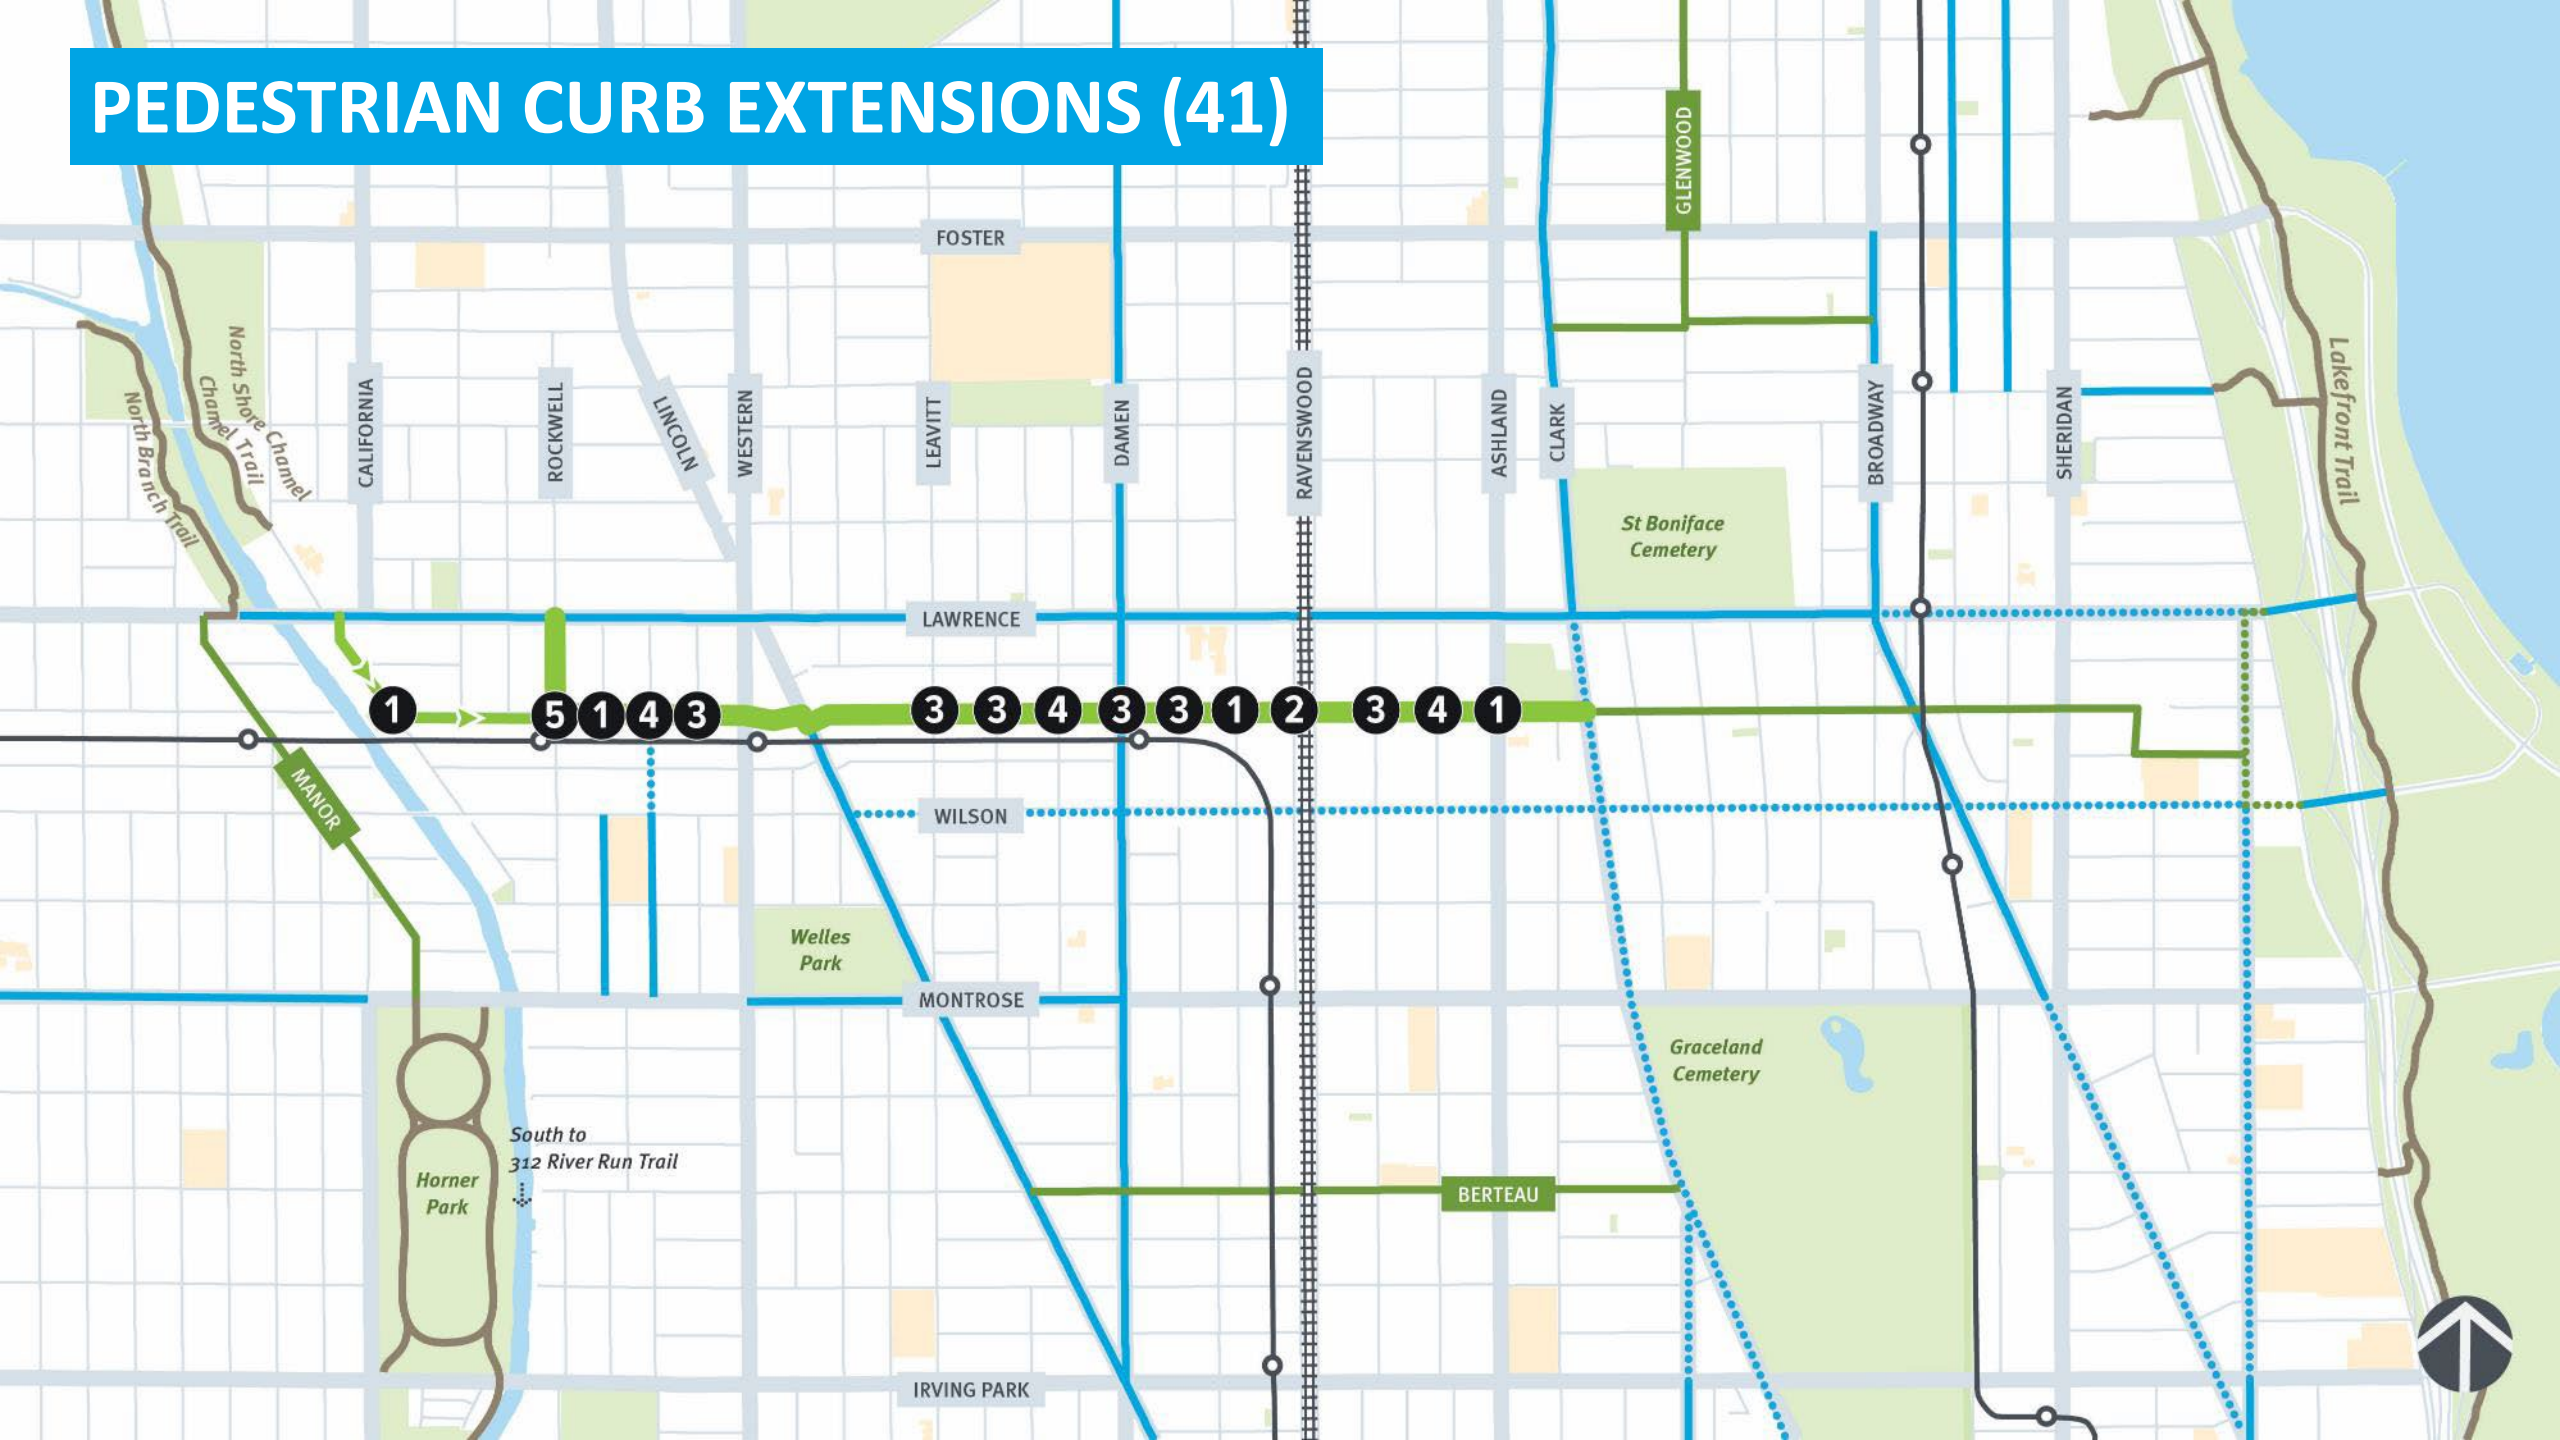 PEDESTRIAN CURB EXTENSIONS (41)
GLENWOOD
FOSTER
North Shore Channel
Channel Trail
North Branch Trail
CALIFORNIA
ROCKWELL
LINCOLN
WESTERN
LEAVITT
DAMEN
RAVENSWOOD
ASHLAND
CLARK
BROADWAY
SHERIDAN
Lakefront Trail
St Boniface
Cemetery
LAWRENCE
1 5 1 4 3 3 3 4 3 3 1 2 3 4 1
MANOR
WILSON
Welles
Park
MONTROSE
Graceland
Cemetery
South to
312 River Run Trail
Horner
Park
BERTEAU
IRVING PARK